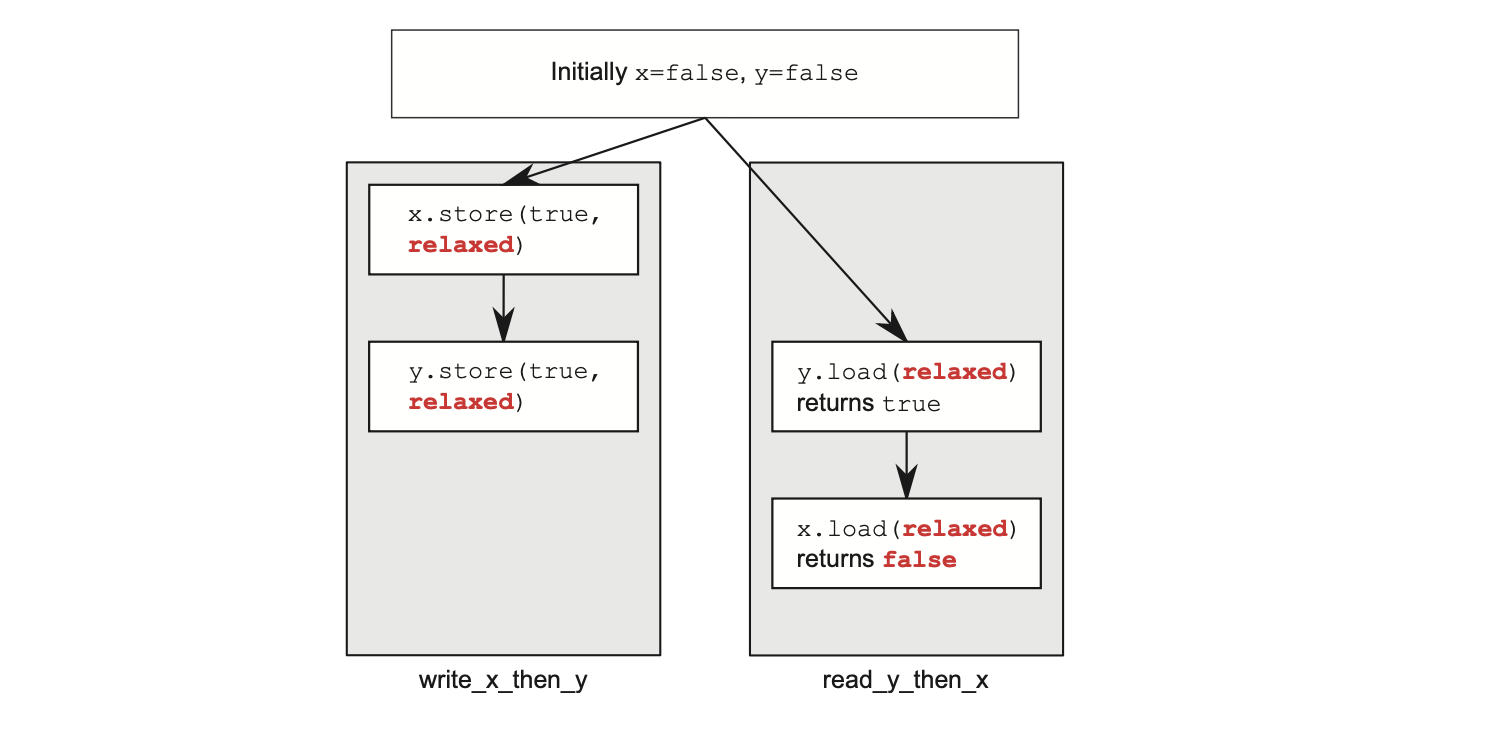 Initially x=false, y=false
x.store(true,
relaxed)
y.store(true,
relaxed)
y.load(relaxed)
returns true
x.load(relaxed)
returns false
write_x_then_y
read_y_then_x